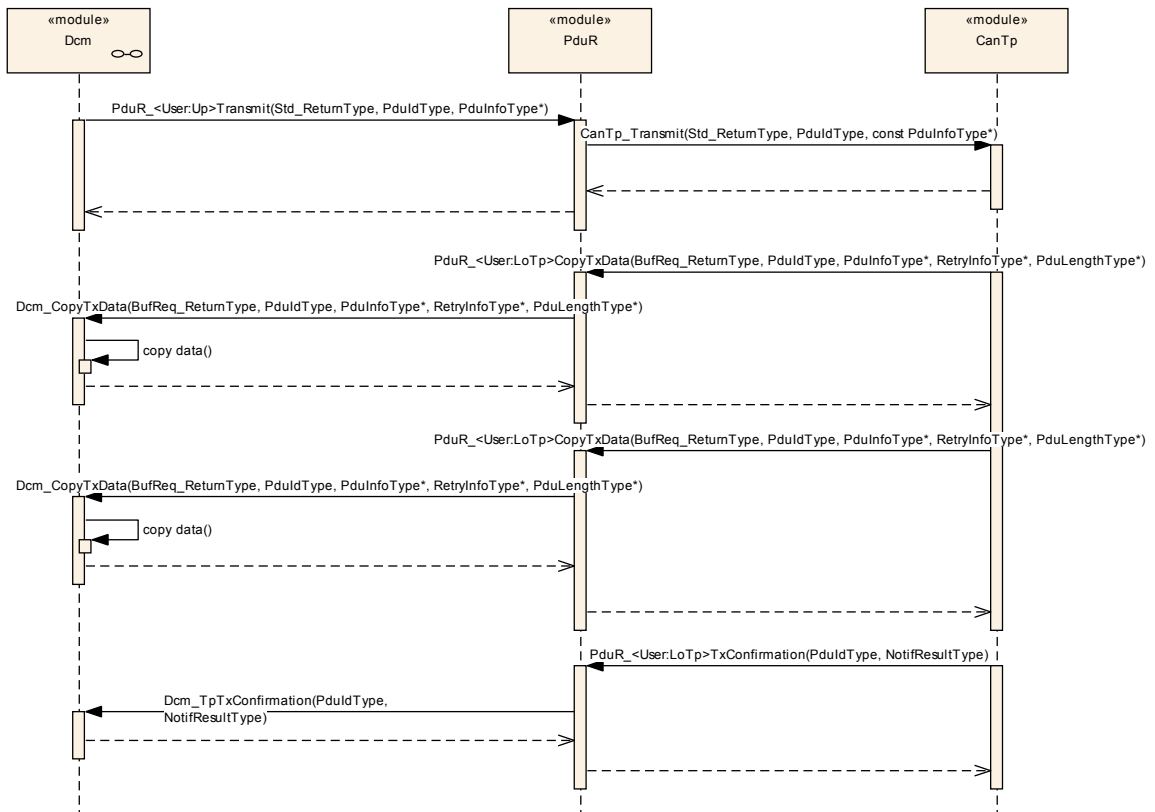 «module»
Dcm
«module»
PduR
«module»
CanTp
PduR_<User:Up>Transmit(Std_ReturnType, PduIdType, PduInfoType*)
CanTp_Transmit(Std_ReturnType, PduIdType, const PduInfoType*)
PduR_<User:LoTp>CopyTxData(BufReq_ReturnType, PduIdType, PduInfoType*, RetryInfoType*, PduLengthType*)
Dcm_CopyTxData(BufReq_ReturnType, PduIdType, PduInfoType*, RetryInfoType*, PduLengthType*)
copy data()
PduR_<User:LoTp>CopyTxData(BufReq_ReturnType, PduIdType, PduInfoType*, RetryInfoType*, PduLengthType*)
Dcm_CopyTxData(BufReq_ReturnType, PduIdType, PduInfoType*, RetryInfoType*, PduLengthType*)
copy data()
PduR_<User:LoTp>TxConfirmation(PduIdType, NotifResultType)
Dcm_TpTxConfirmation(PduIdType,
NotifResultType)